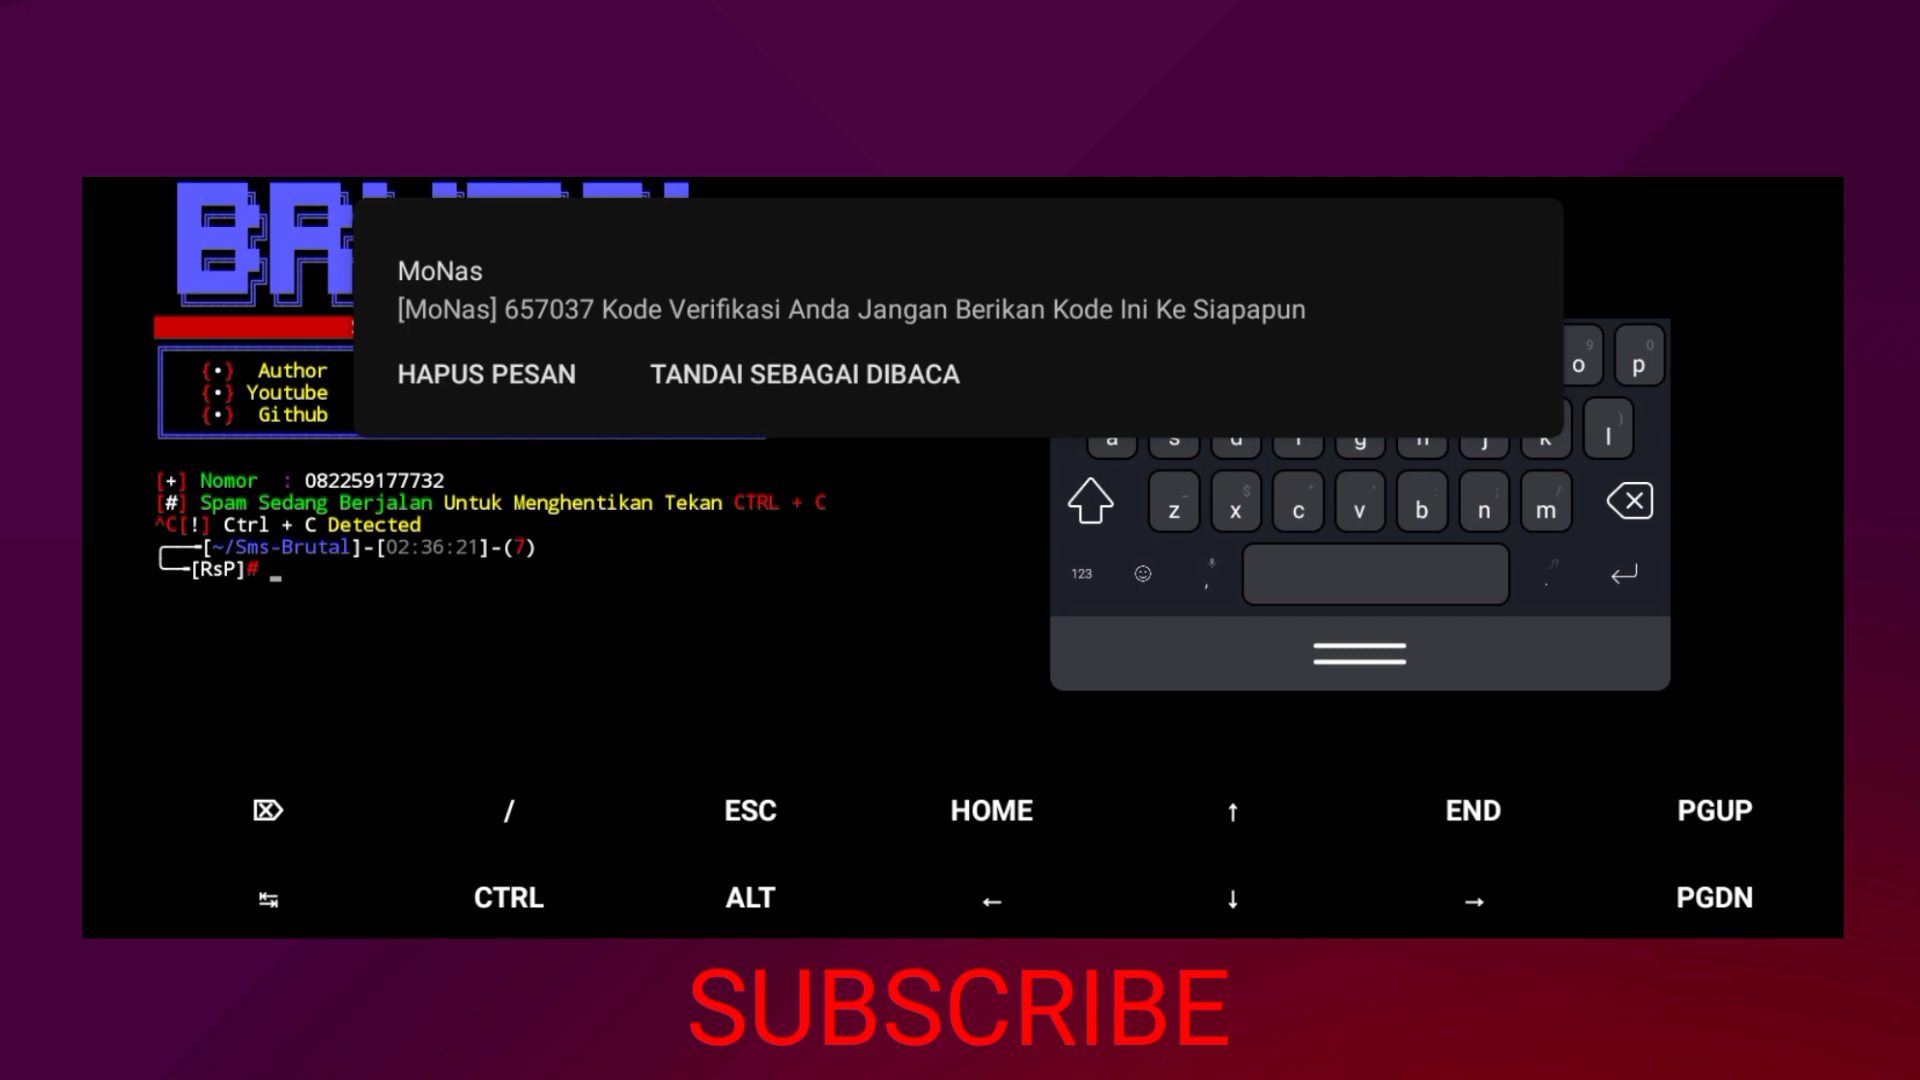 MoNas
[MoNas] 657037 Kode Verifikasi Anda Jangan Berikan Kode Ini Ke Siapapun
HAPUS PESAN TANDAI SEBAGAI DIBACA
{•} Author
{•} Youtube
{•} Github
[+] Nomor : 082259177732
[#] Spam Sedang Berjalan Untuk Menghentikan Tekan CTRL + C
^C[!] Ctrl + C Detected
[~/Sms-Brutal]-[02:36:21]-(7)
[RsP]# _
9 0
o p
)
a s d f g h j k l
_ $ " ' : ; /
z x c v b n m
123 , .
/ ESC HOME ↑ END PGUP
↹ CTRL ALT ← ↓ → PGDN
SUBSCRIBE